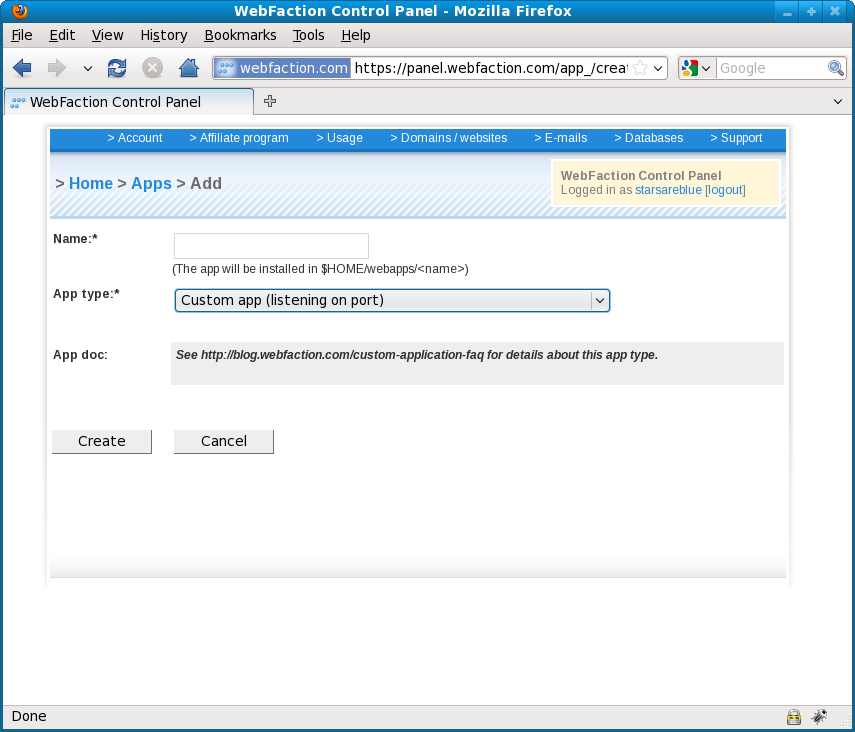 WebFaction Control Panel - Mozilla Firefox
File Edit View History Bookmarks Tools Help
webfaction.com https://panel.webfaction.com/app_/crea Google
WebFaction Control Panel
> Account > Affiliate program > Usage > Domains / websites > E-mails > Databases > Support
> Home > Apps > Add
WebFaction Control Panel
Logged in as starsareblue [logout]
Name:*
(The app will be installed in $HOME/webapps/<name>)
App type:* Custom app (listening on port)
App doc: See http://blog.webfaction.com/custom-application-faq for details about this app type.
Create Cancel
Done